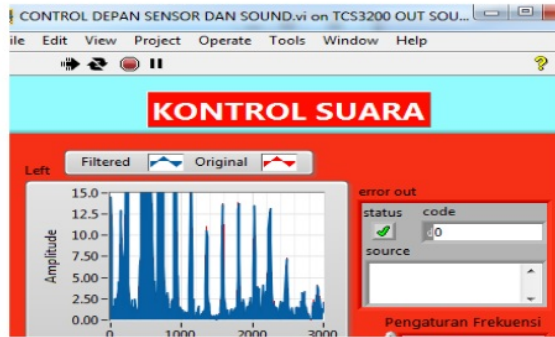 CONTROL DEPAN SENSOR DAN SOUND.vi on TCS3200 OUT SOU...
ile Edit View Project Operate Tools Window Help
KONTROL SUARA
Left Filtered Original
15.0
12.5
10.0
7.50
5.00
2.50
0.00
Amplitude
0 1000 2000 3000
error out
status code
d0
source
Pengaturan Frekuensi